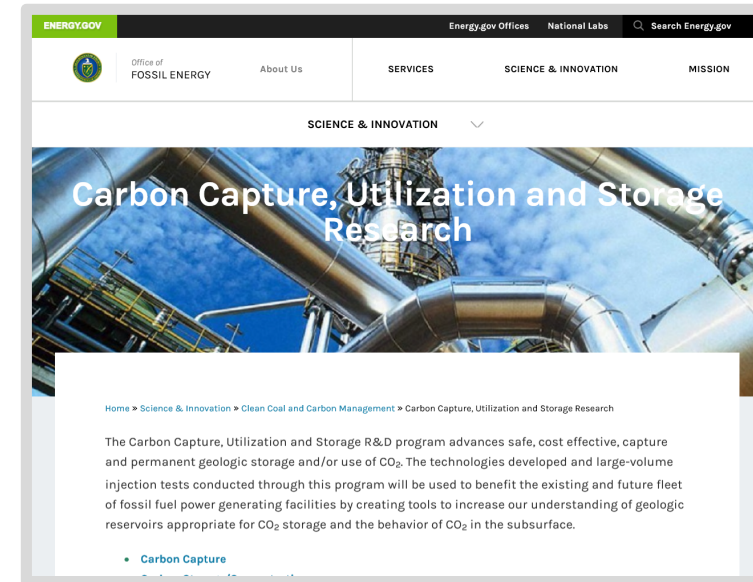 ENERGY.GOV
Energy.gov Offices National Labs Search Energy.gov
Office of
FOSSIL ENERGY
About Us SERVICES SCIENCE & INNOVATION MISSION
SCIENCE & INNOVATION
Carbon Capture, Utilization and Storage
Research
Home » Science & Innovation » Clean Coal and Carbon Management » Carbon Capture, Utilization and Storage Research
The Carbon Capture, Utilization and Storage R&D program advances safe, cost effective, capture
and permanent geologic storage and/or use of CO₂. The technologies developed and large-volume
injection tests conducted through this program will be used to benefit the existing and future fleet
of fossil fuel power generating facilities by creating tools to increase our understanding of geologic
reservoirs appropriate for CO₂ storage and the behavior of CO₂ in the subsurface.
• Carbon Capture